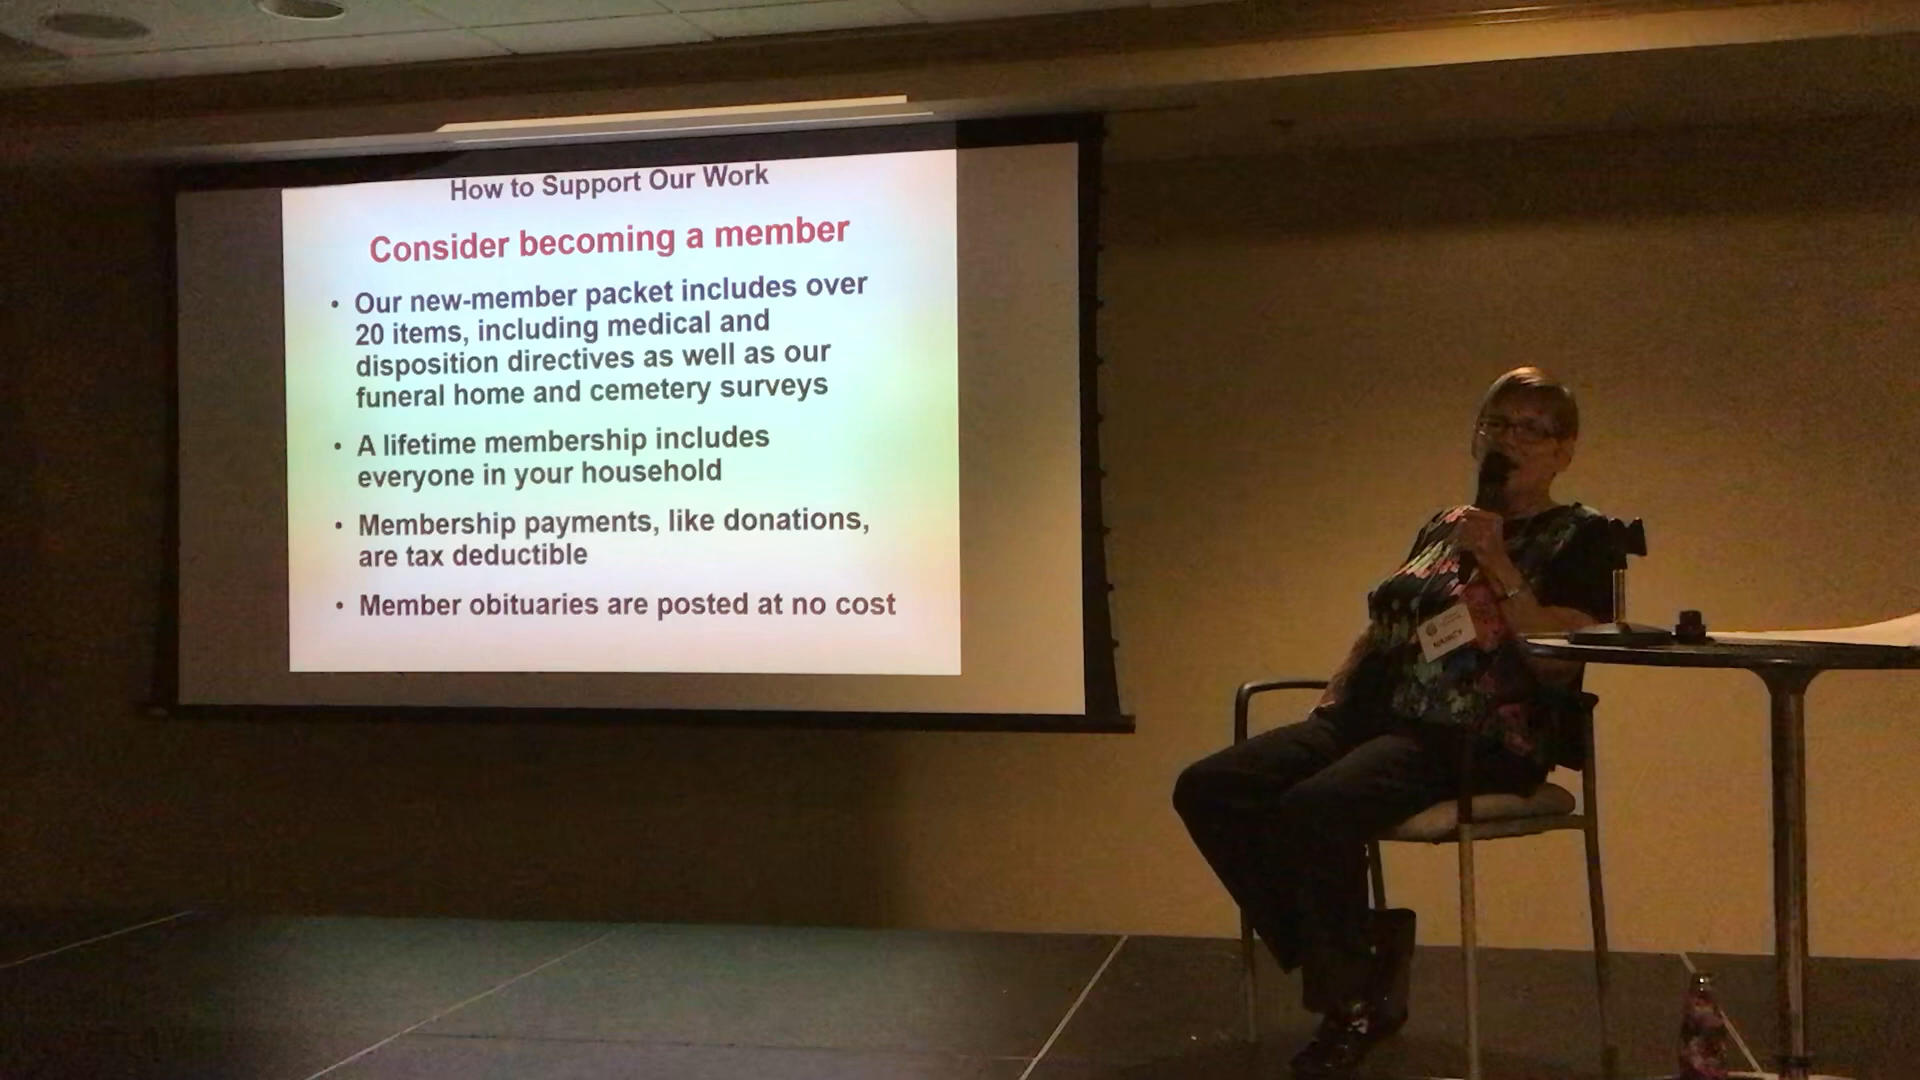 How to Support Our Work
Consider becoming a member
• Our new-member packet includes over
20 items, including medical and
disposition directives as well as our
funeral home and cemetery surveys
• A lifetime membership includes
everyone in your household
• Membership payments, like donations,
are tax deductible
• Member obituaries are posted at no cost
NANCY